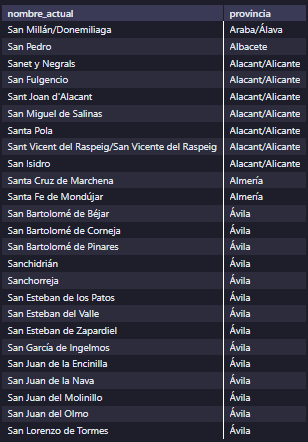 nombre_actual provincia
San Millán/Donemiliaga Araba/Álava
San Pedro Albacete
Sanet y Negrals Alacant/Alicante
San Fulgencio Alacant/Alicante
Sant Joan d'Alacant Alacant/Alicante
San Miguel de Salinas Alacant/Alicante
Santa Pola Alacant/Alicante
Sant Vicent del Raspeig/San Vicente del Raspeig Alacant/Alicante
San Isidro Alacant/Alicante
Santa Cruz de Marchena Almería
Santa Fe de Mondújar Almería
San Bartolomé de Béjar Ávila
San Bartolomé de Corneja Ávila
San Bartolomé de Pinares Ávila
Sanchidrián Ávila
Sanchorreja Ávila
San Esteban de los Patos Ávila
San Esteban del Valle Ávila
San Esteban de Zapardiel Ávila
San García de Ingelmos Ávila
San Juan de la Encinilla Ávila
San Juan de la Nava Ávila
San Juan del Molinillo Ávila
San Juan del Olmo Ávila
San Lorenzo de Tormes Ávila